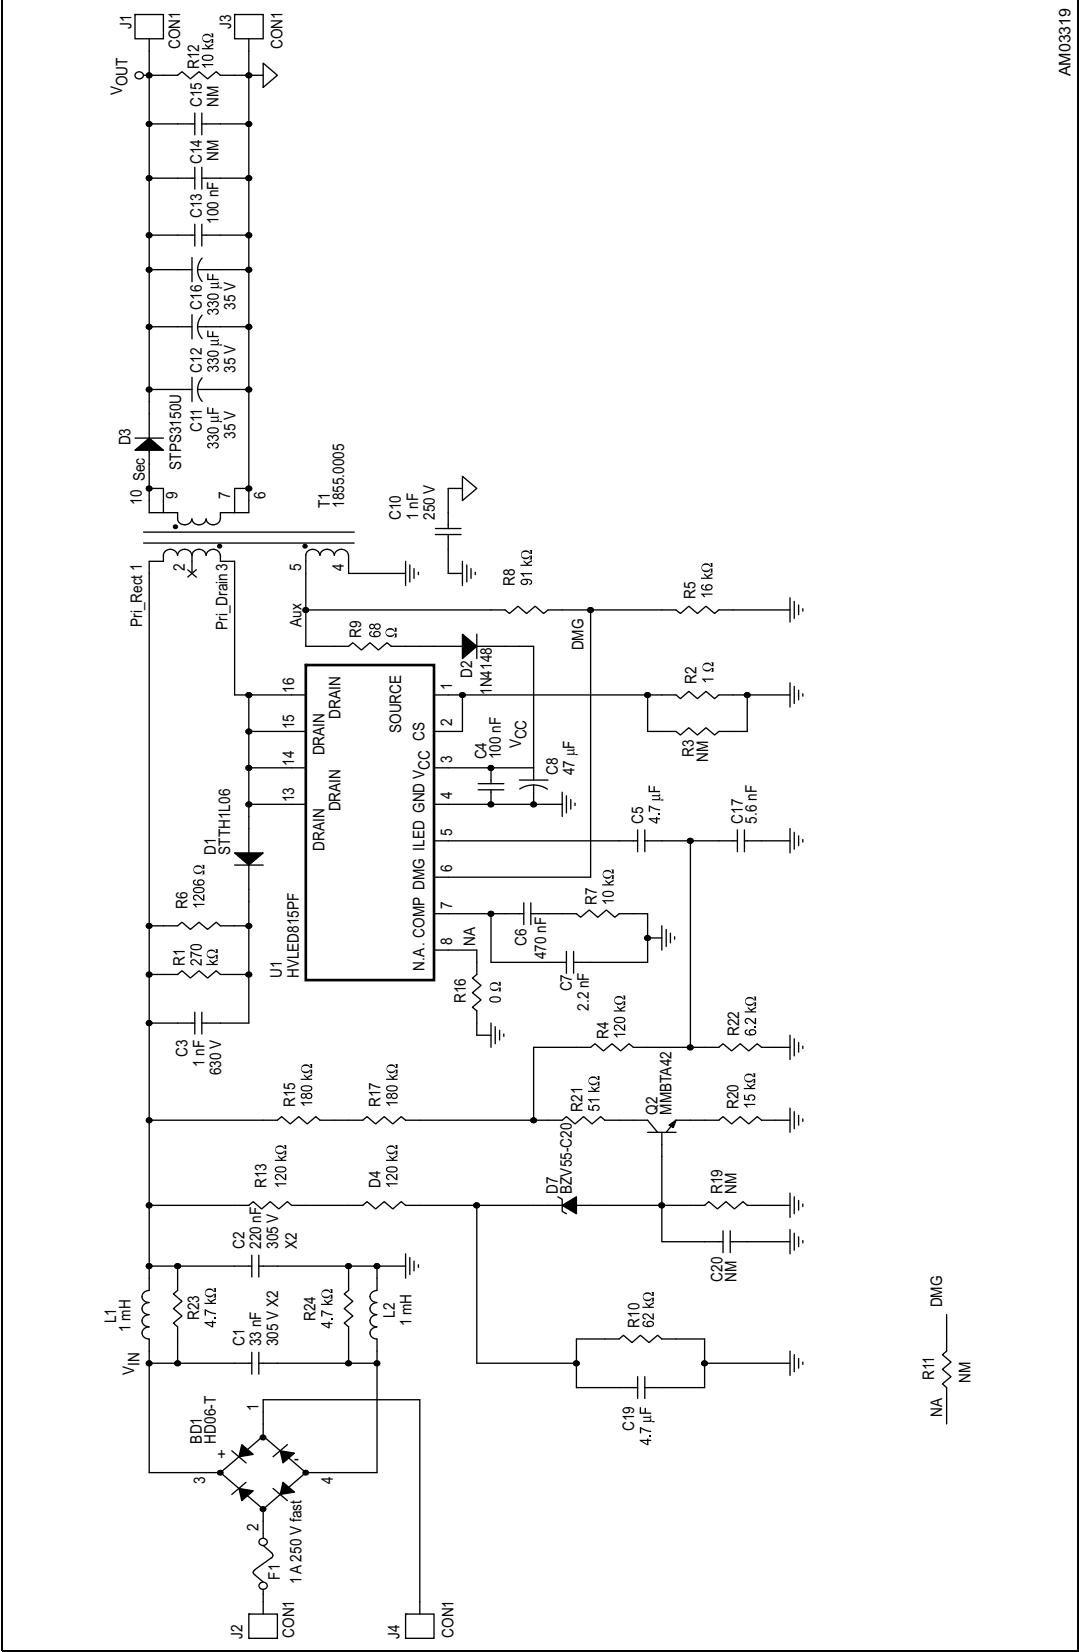 J1
CON1
J3
CON1
VOUT
R12
10 kΩ
C15
NM
C14
NM
C13
100 nF
C16
330 µF
35 V
C12
330 µF
35 V
C11
330 µF
35 V
D3
STPS3150U
Sec
10
9
7
6
T1
1855.0005
Pri_Rect 1
2
Pri_Drain 3
5
4
Aux
C10
1 nF
250 V
R8
91 kΩ
R5
16 kΩ
R9
68
Ω
D2
1N4148
DMG
16
15
14
13
DRAIN
DRAIN
DRAIN
DRAIN
SOURCE
CS
VCC
GND
ILED
DMG
COMP
N.A.
1
2
3
4
5
6
7
8
NA
U1
HVLED815PF
C4
100 nF
VCC
C8
47 µF
R2
1 Ω
R3
NM
C5
4.7 µF
C17
5.6 nF
D1
STTH1L06
R6
1206 Ω
R1
270
kΩ
C3
1 nF
630 V
C6
470 nF
R7
10 kΩ
C7
2.2 nF
R16
0 Ω
R4
120 kΩ
R22
6.2 kΩ
R15
180 kΩ
R17
180 kΩ
R21
51 kΩ
Q2
MMBTA42
R20
15 kΩ
R13
120 kΩ
D4
120 kΩ
D7
BZV55-C20
R19
NM
C20
NM
L1
1 mH
R23
4.7 kΩ
C2
220 nF
305 V
X2
R24
4.7 kΩ
L2
1 mH
C1
33 nF
305 V X2
VIN
R10
62 kΩ
C19
4.7 µF
BD1
HD06-T
+
-
1
2
3
4
F1
1 A 250 V fast
J2
CON1
J4
CON1
NA
R11
NM
DMG
AM03319